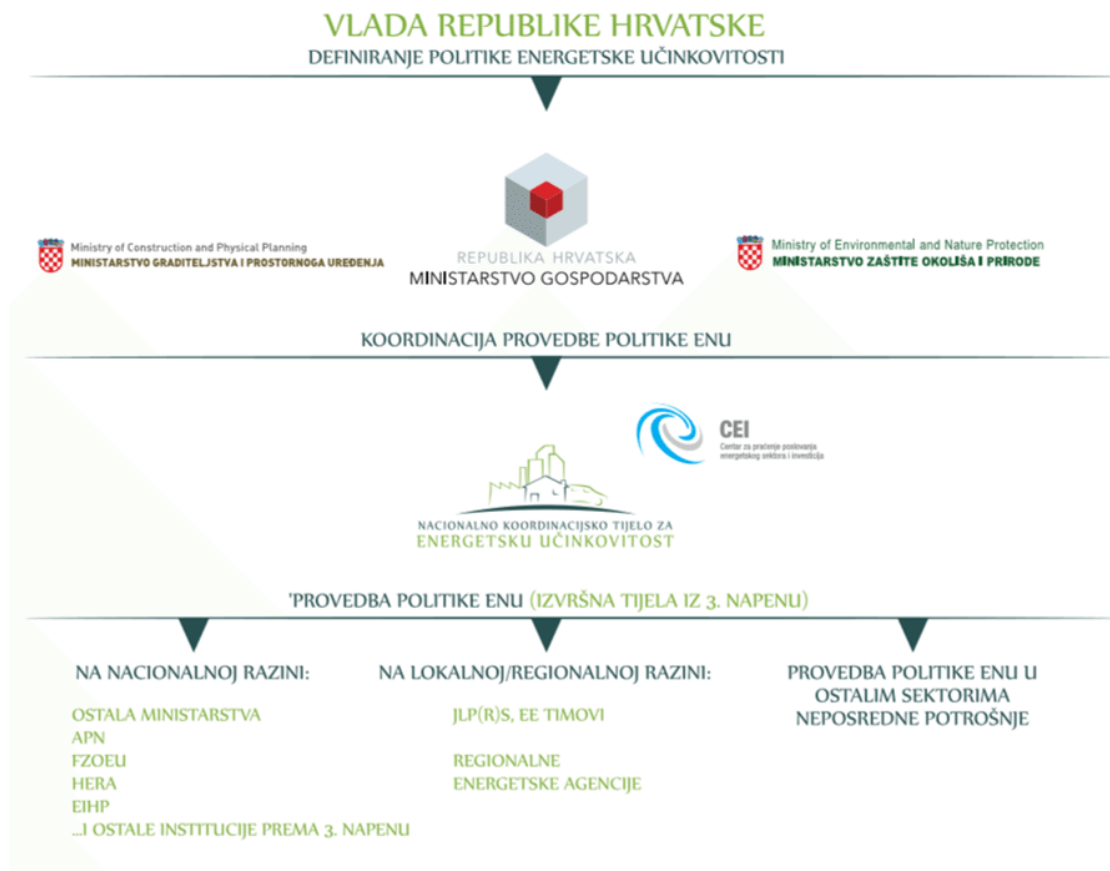 VLADA REPUBLIKE HRVATSKE
DEFINIRANJE POLITIKE ENERGETSKE UČINKOVITOSTI
Ministry of Construction and Physical Planning
MINISTARSTVO GRADITELJSTVA I PROSTORNOGA UREĐENJA
REPUBLIKA HRVATSKA
MINISTARSTVO GOSPODARSTVA
Ministry of Environmental and Nature Protection
MINISTARSTVO ZAŠTITE OKOLIŠA I PRIRODE
KOORDINACIJA PROVEDBE POLITIKE ENU
CEI
Centar za praćenje poslovanja
energetskog sektora i investicija
NACIONALNO KOORDINACIJSKO TIJELO ZA
ENERGETSKU UČINKOVITOST
'PROVEDBA POLITIKE ENU (IZVRŠNA TIJELA IZ 3. NAPENU)
NA NACIONALNOJ RAZINI:
OSTALA MINISTARSTVA
APN
FZOEU
HERA
EIHP
...I OSTALE INSTITUCIJE PREMA 3. NAPENU
NA LOKALNOJ/REGIONALNOJ RAZINI:
JLP(R)S, EE TIMOVI
REGIONALNE
ENERGETSKE AGENCIJE
PROVEDBA POLITIKE ENU U
OSTALIM SEKTORIMA
NEPOSREDNE POTROŠNJE